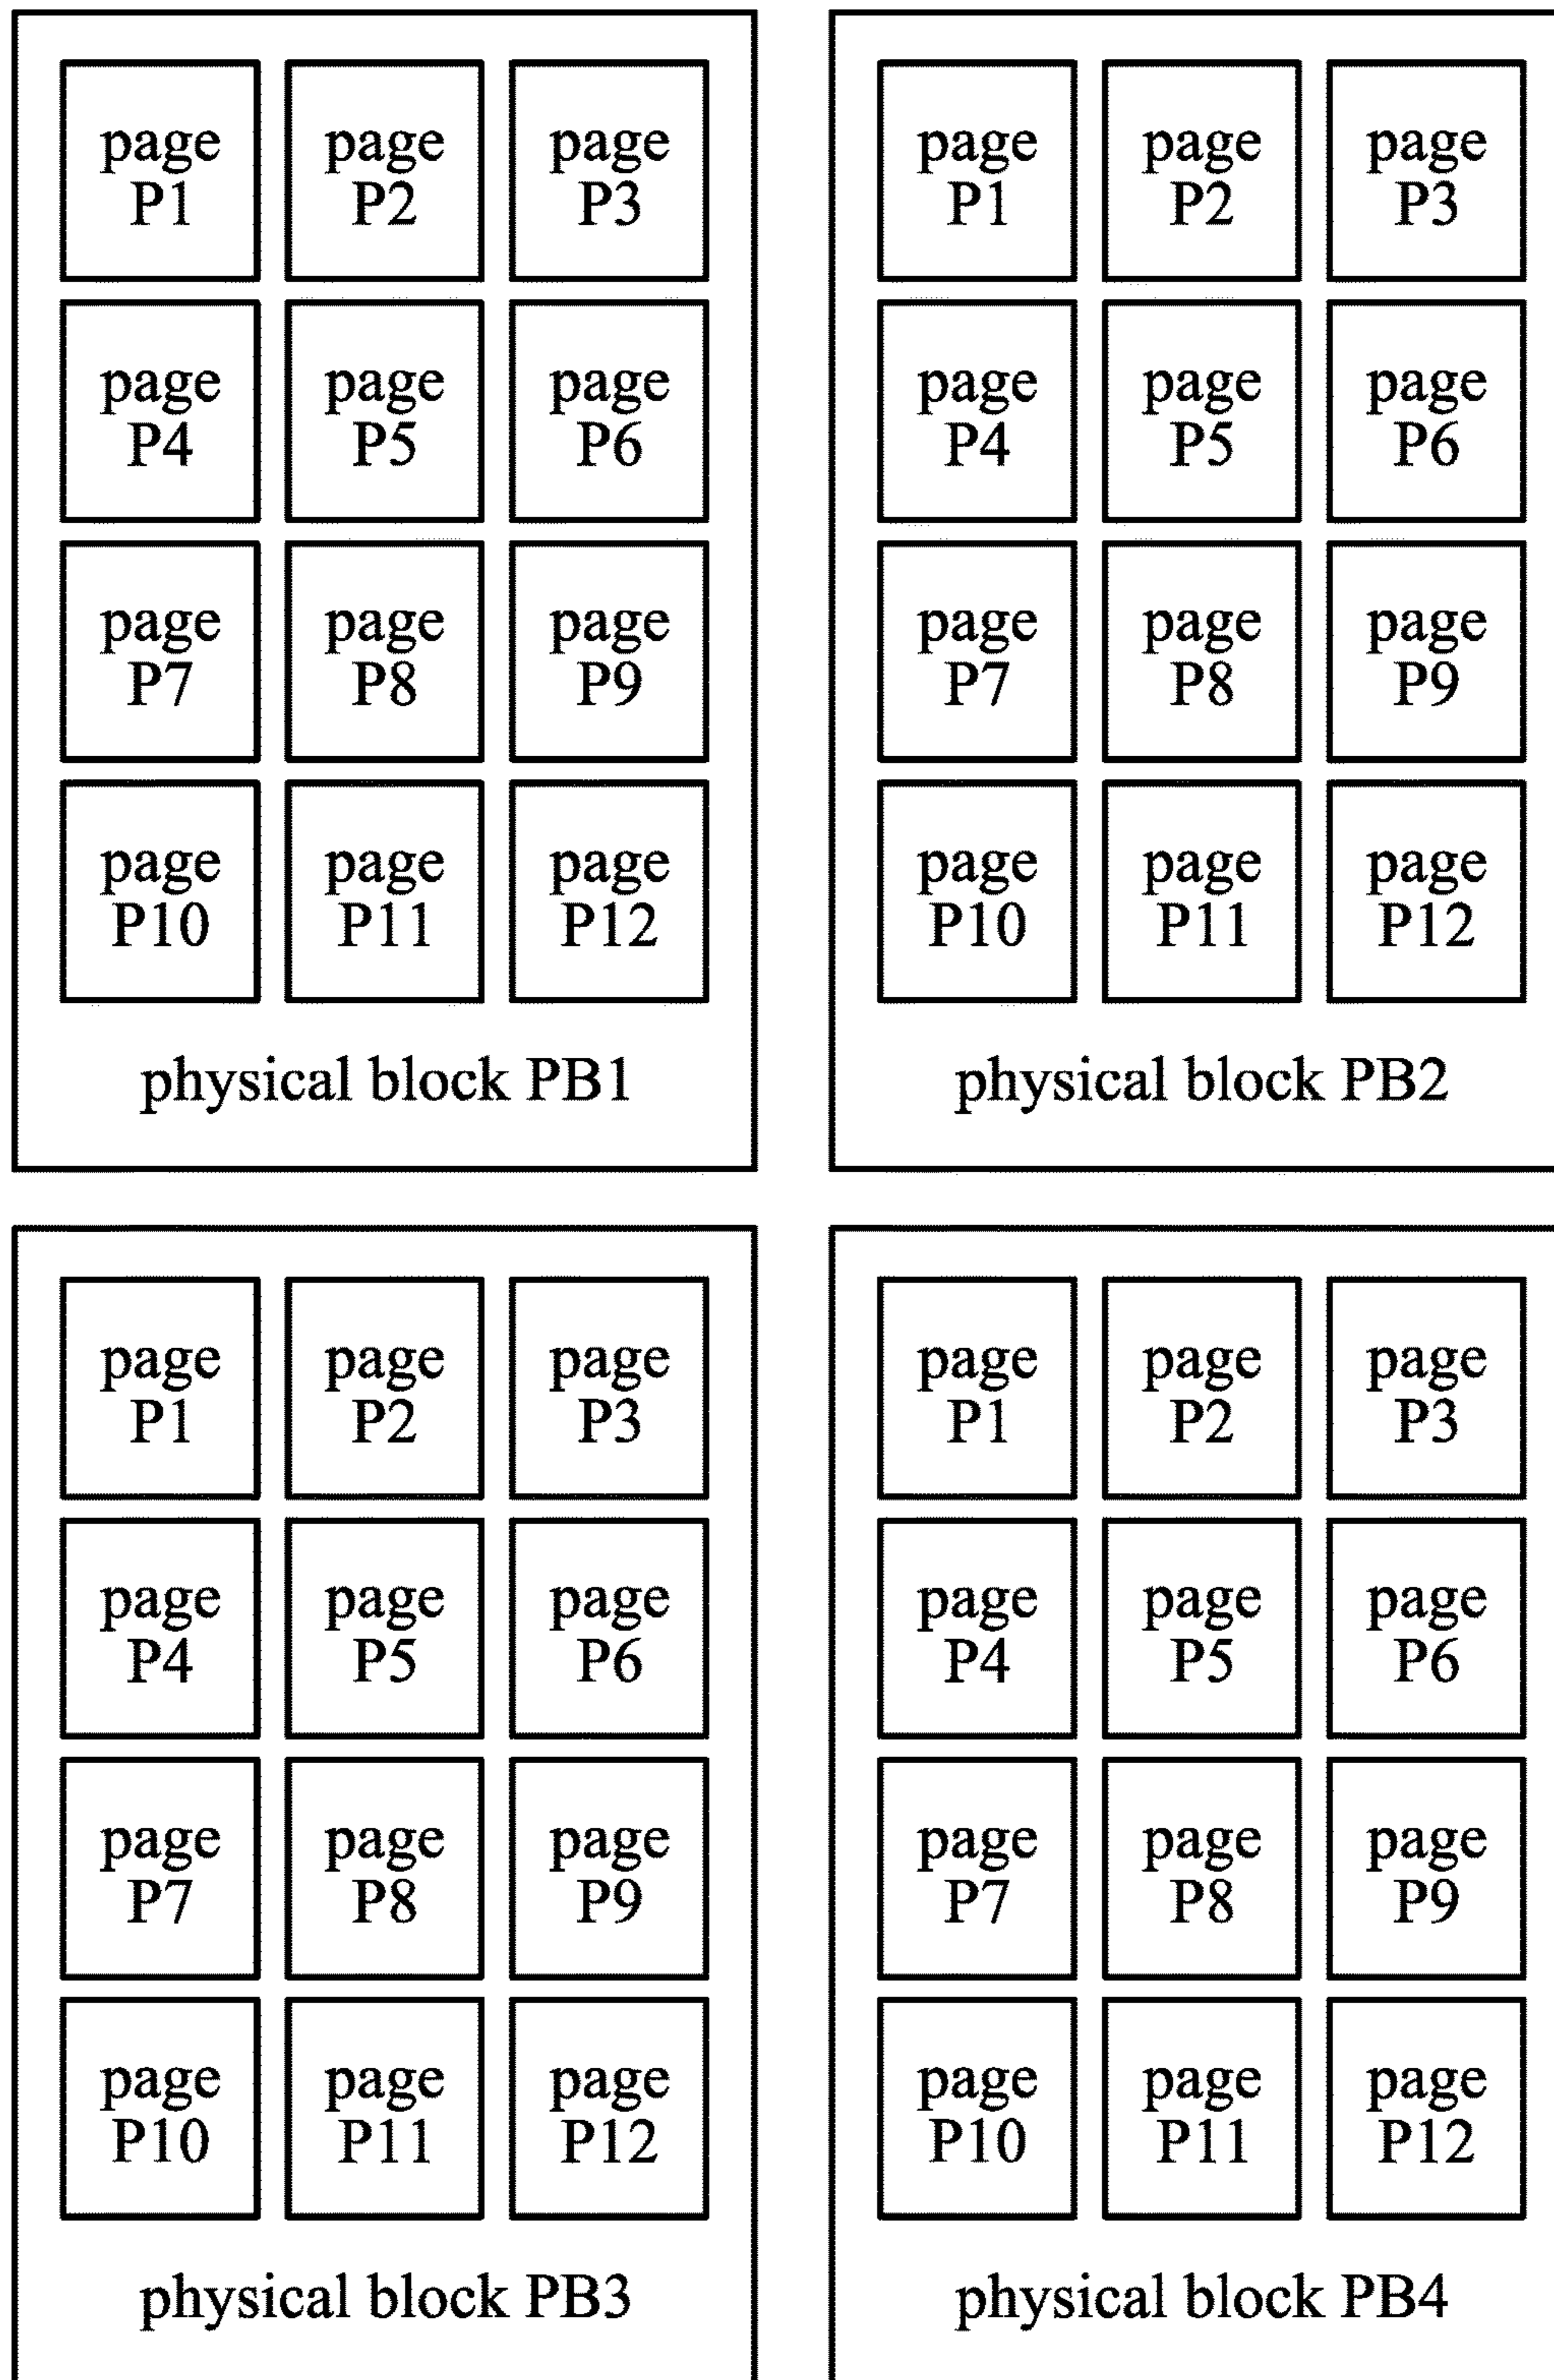 page
P1
page
P2
page
P3
page
P4
page
P5
page
P6
page
P7
page
P8
page
P9
page
P10
page
P11
page
P12
physical block PB1
page
P1
page
P2
page
P3
page
P4
page
P5
page
P6
page
P7
page
P8
page
P9
page
P10
page
P11
page
P12
physical block PB2
page
P1
page
P2
page
P3
page
P4
page
P5
page
P6
page
P7
page
P8
page
P9
page
P10
page
P11
page
P12
physical block PB3
page
P1
page
P2
page
P3
page
P4
page
P5
page
P6
page
P7
page
P8
page
P9
page
P10
page
P11
page
P12
physical block PB4